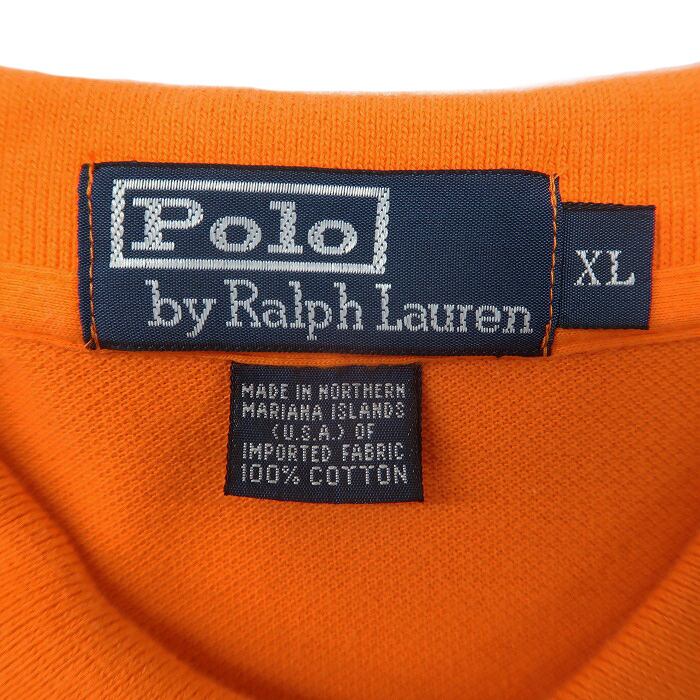 Polo
by Ralph Lauren
XL
MADE IN NORTHERN
MARIANA ISLANDS
(U.S.A.) OF
IMPORTED FABRIC
100% COTTON